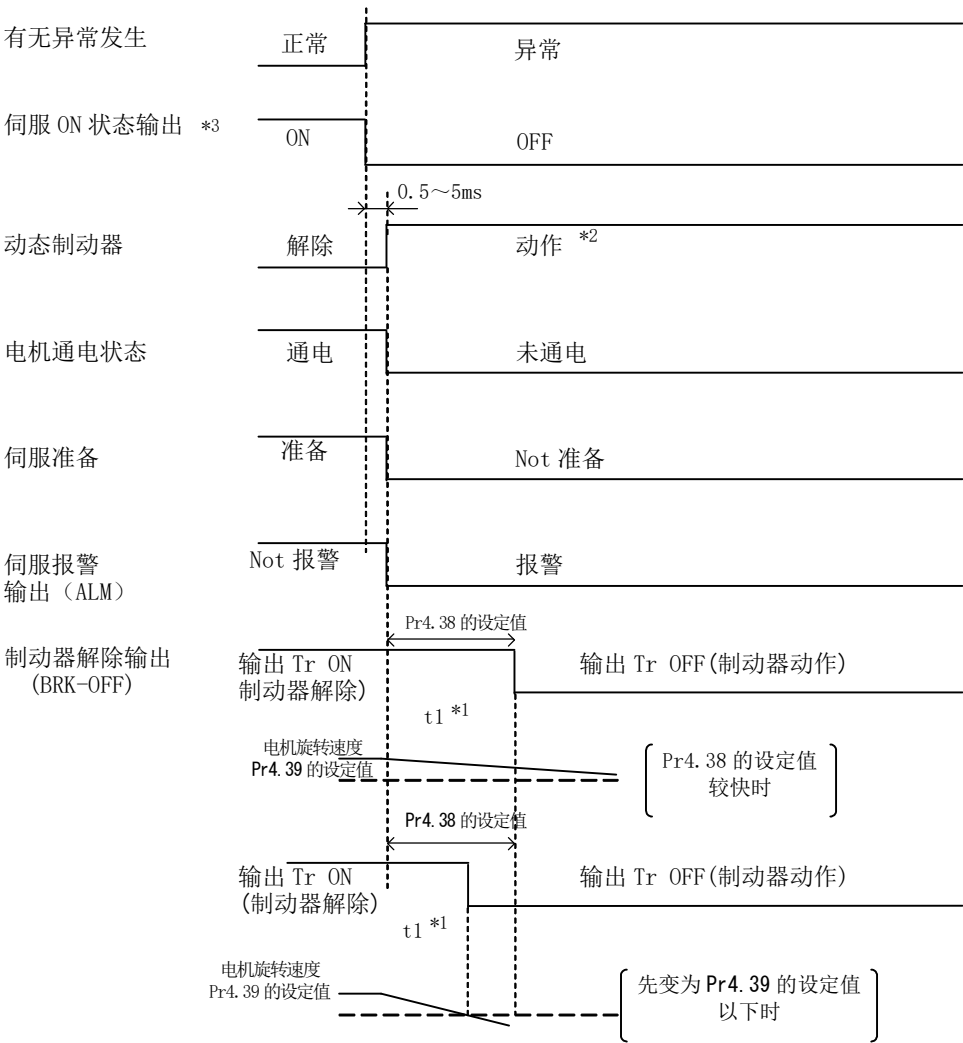 有无异常发生 正常 异常
伺服 ON 状态输出 *3 ON OFF
0.5～5ms
动态制动器 解除 动作 *2
电机通电状态 通电 未通电
伺服准备 准备 Not 准备
伺服报警 Not 报警 报警
输出（ALM）
Pr4.38 的设定值
制动器解除输出 输出 Tr ON 输出 Tr OFF(制动器动作)
(BRK-OFF) 制动器解除)
t1 *1
电机旋转速度
Pr4.39 的设定值
Pr4.38 的设定值
较快时
Pr4.38 的设定值
输出 Tr ON 输出 Tr OFF(制动器动作)
(制动器解除)
t1 *1
电机旋转速度
Pr4.39 的设定值
先变为 Pr4.39 的设定值
以下时